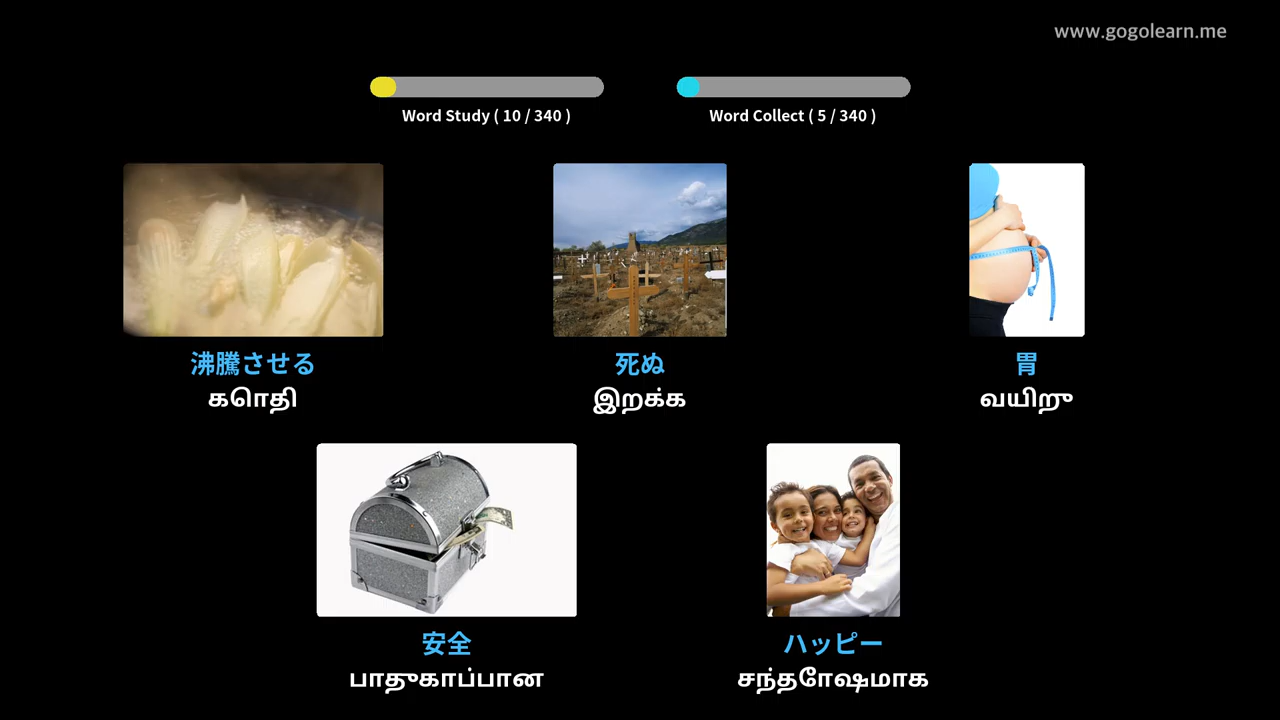 www.gogolearn.me
Word Study ( 10 / 340 )
Word Collect ( 5 / 340 )
沸騰させる
கொதி
死ぬ
இறக்க
胃
வயிறு
安全
பாதுகாப்பான
ハッピー
சந்தோஷமாக